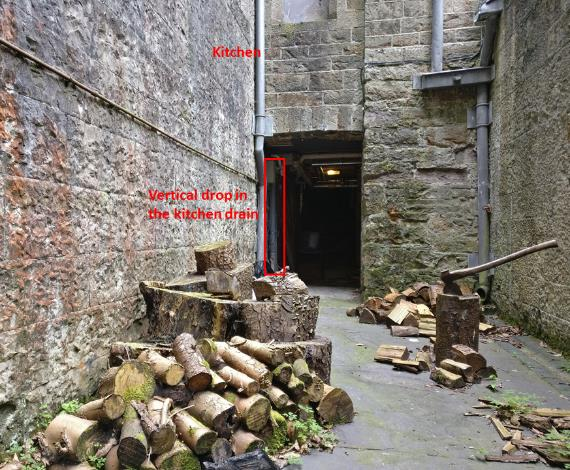 Kitchen
Vertical drop in
the kitchen drain